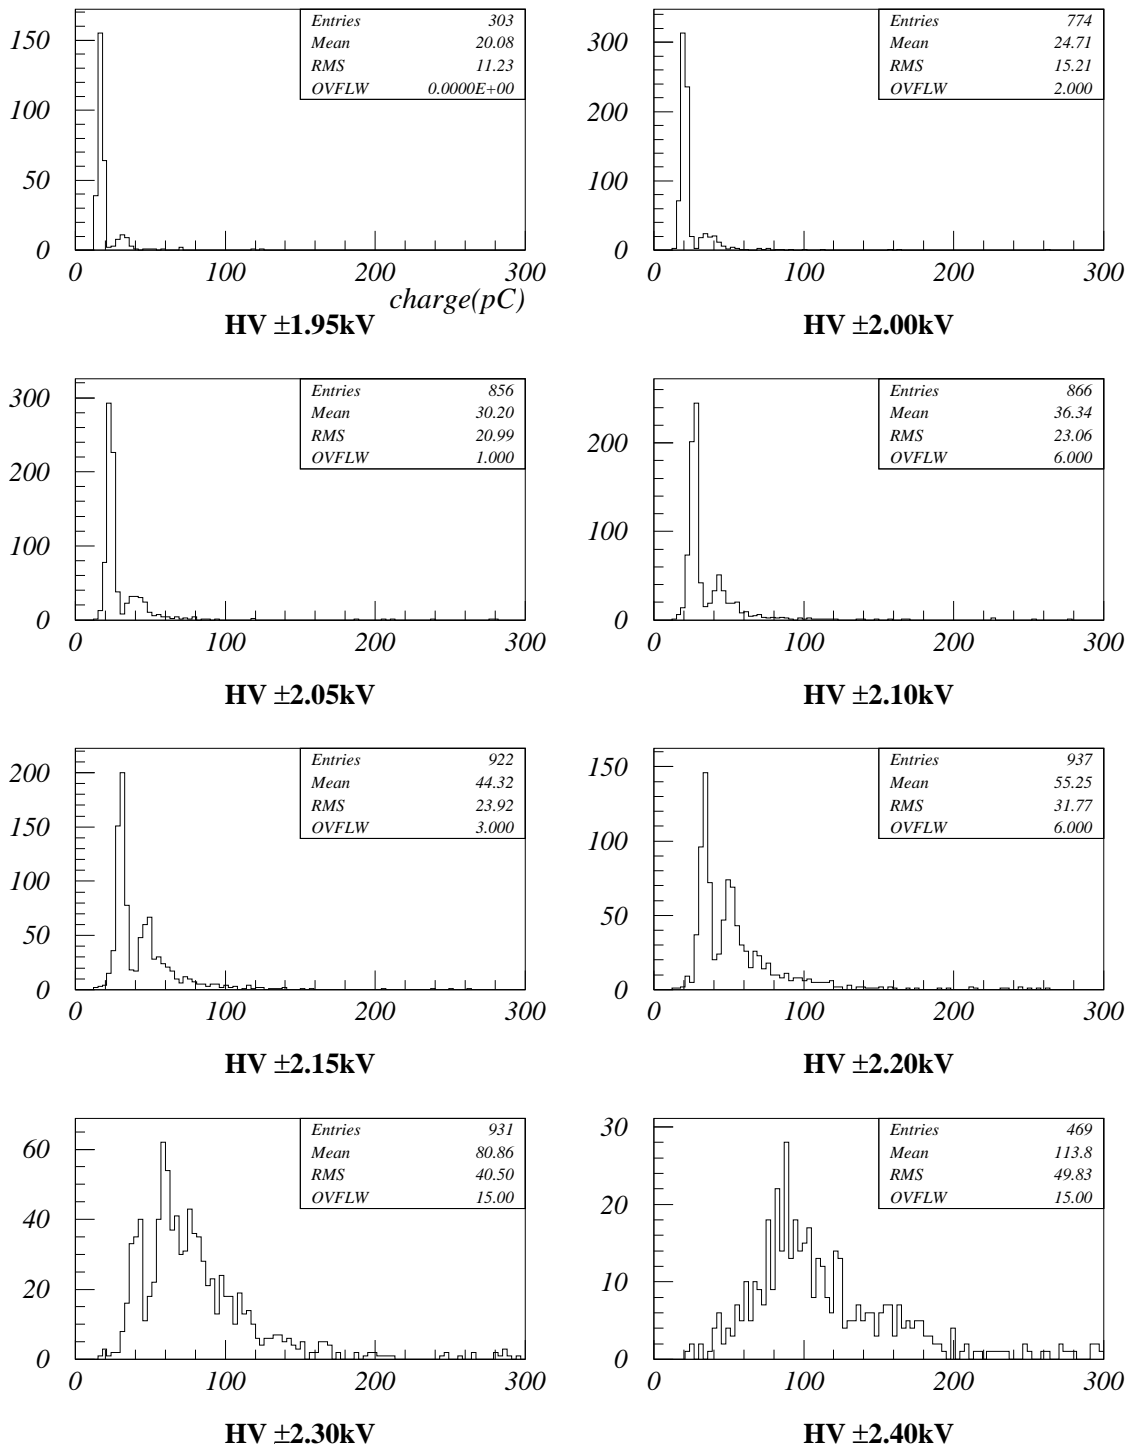 150
100
50
0
0
100
200
300
charge(pC)
Entries 303
Mean 20.08
RMS 11.23
OVFLW 0.0000E+00
HV ±1.95kV
300
200
100
0
0
100
200
300
Entries 774
Mean 24.71
RMS 15.21
OVFLW 2.000
HV ±2.00kV
300
200
100
0
0
100
200
300
Entries 856
Mean 30.20
RMS 20.99
OVFLW 1.000
HV ±2.05kV
200
100
0
0
100
200
300
Entries 866
Mean 36.34
RMS 23.06
OVFLW 6.000
HV ±2.10kV
200
150
100
50
0
0
100
200
300
Entries 922
Mean 44.32
RMS 23.92
OVFLW 3.000
HV ±2.15kV
150
100
50
0
0
100
200
300
Entries 937
Mean 55.25
RMS 31.77
OVFLW 6.000
HV ±2.20kV
60
40
20
0
0
100
200
300
Entries 931
Mean 80.86
RMS 40.50
OVFLW 15.00
HV ±2.30kV
30
20
10
0
0
100
200
300
Entries 469
Mean 113.8
RMS 49.83
OVFLW 15.00
HV ±2.40kV